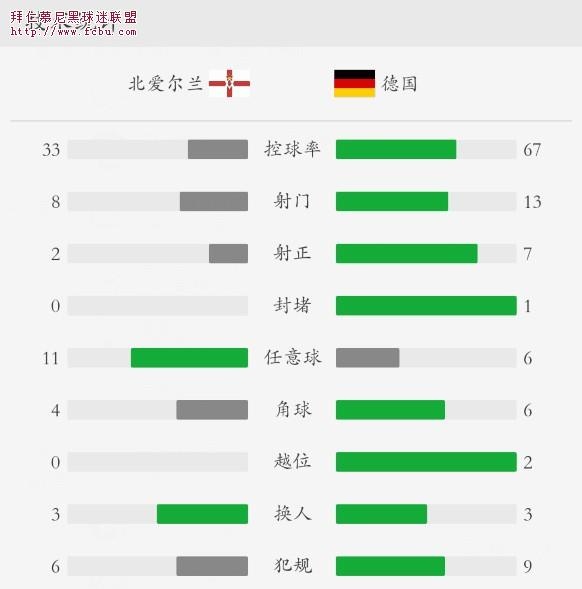 拜仁慕尼黑球迷联盟
http://www.fcbu.com
北爱尔兰 德国
33 控球率 67
8 射门 13
2 射正 7
0 封堵 1
11 任意球 6
4 角球 6
0 越位 2
3 换人 3
6 犯规 9